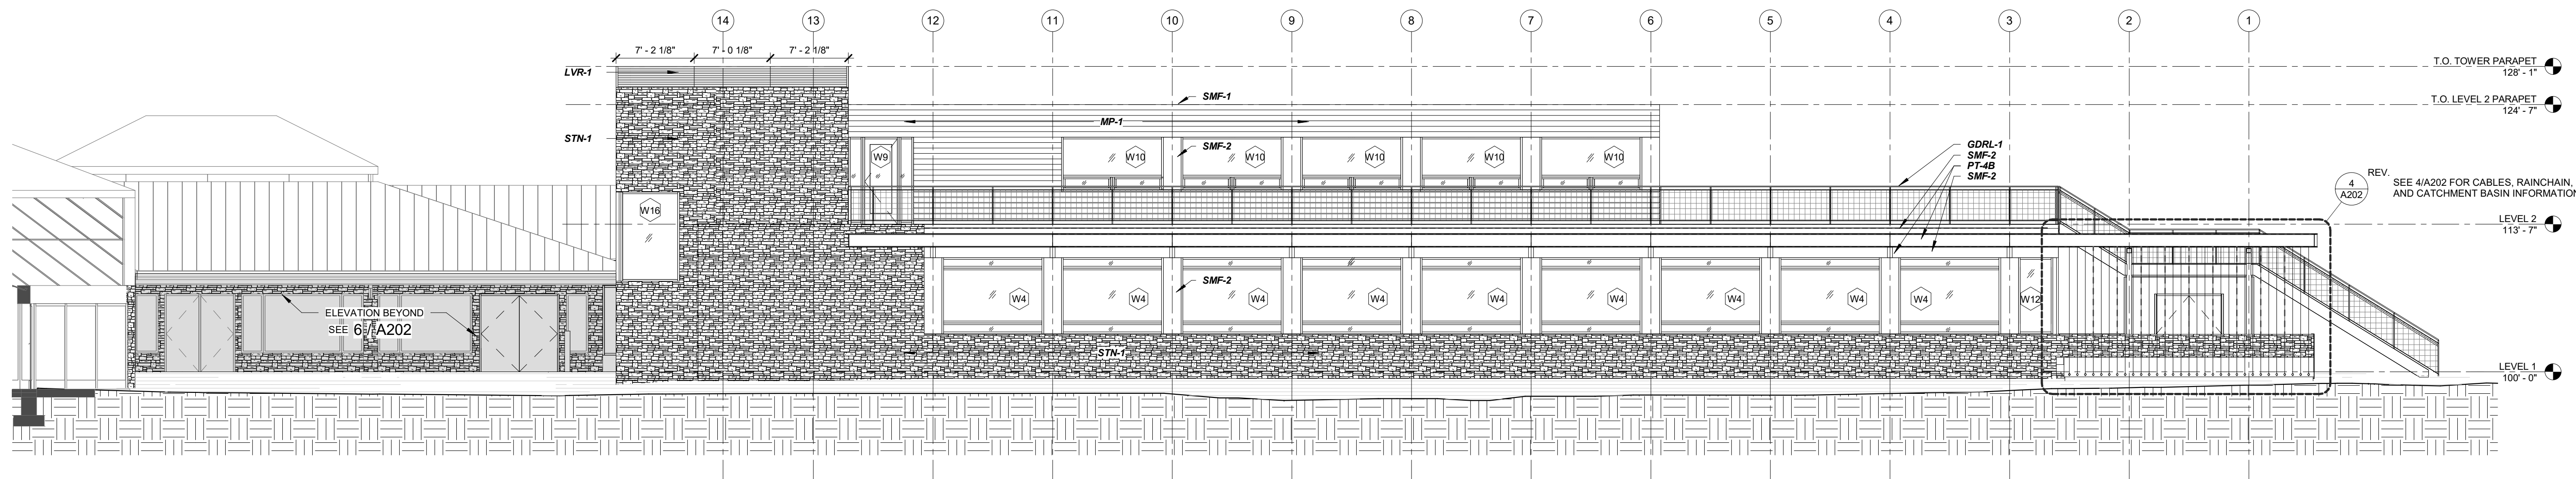 14 13 12 11 10 9 8 7 6 5 4 3 2 1
7' - 2 1/8" 7' - 0 1/8" 7' - 2 1/8"
T.O. TOWER PARAPET
128' - 1"
LVR-1
SMF-1
T.O. LEVEL 2 PARAPET
124' - 7"
MP-1
STN-1
SMF-2
W9 W10 W10 W10 W10 W10
GDRL-1
SMF-2
PT-4B
SMF-2
4
A202
REV.
SEE 4/A202 FOR CABLES, RAINCHAIN,
AND CATCHMENT BASIN INFORMATION
W16
LEVEL 2
113' - 7"
SMF-2
W4 W4 W4 W4 W4 W4 W4 W4 W4 W12
ELEVATION BEYOND
SEE 6 / A202
STN-1
LEVEL 1
100' - 0"